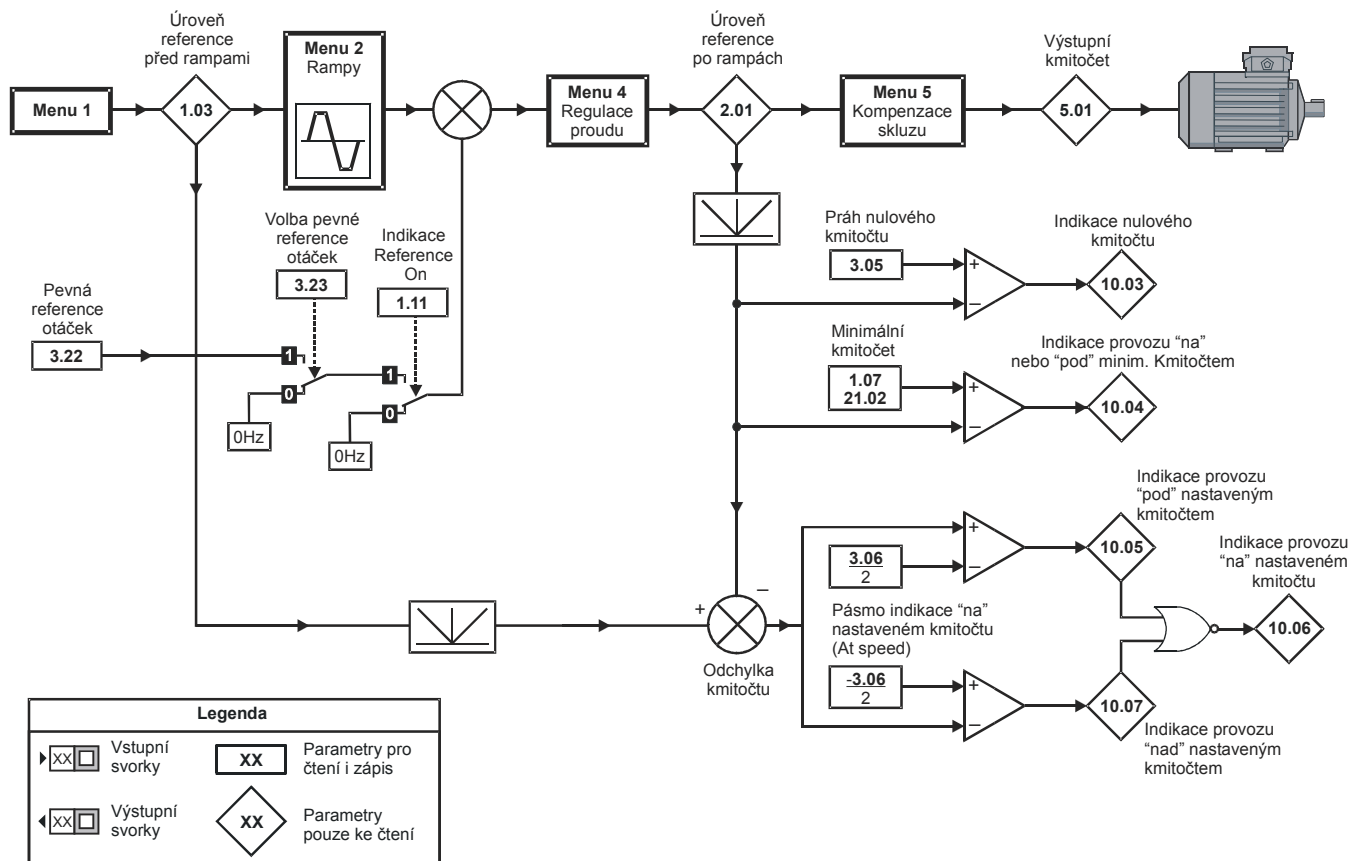 Úroveň
reference
před rampami
Menu 1
1.03
Menu 2
Rampy
Menu 4
Regulace
proudu
Úroveň
reference
po rampách
2.01
Menu 5
Kompenzace
skluzu
Výstupní
kmitočet
5.01
Volba pevné
reference
otáček
3.23
Indikace
Reference
On
1.11
Pevná
reference
otáček
3.22
1
0
0Hz
1
0
0Hz
Práh nulového
kmitočtu
3.05
+
–
Indikace nulového
kmitočtu
10.03
Minimální
kmitočet
1.07
21.02
+
–
Indikace provozu “na”
nebo “pod” minim. Kmitočtem
10.04
Indikace provozu
“pod” nastaveným
kmitočtem
3.06
2
+
–
10.05
Indikace provozu
“na” nastaveném
kmitočtu
10.06
+
–
Odchylka
kmitočtu
Pásmo indikace “na”
nastaveném kmitočtu
(At speed)
-3.06
2
+
–
10.07
Indikace provozu
“nad” nastaveným
kmitočtem
Legenda
XX
Vstupní
svorky
XX
Parametry pro
čtení i zápis
XX
Výstupní
svorky
XX
Parametry
pouze ke čtení